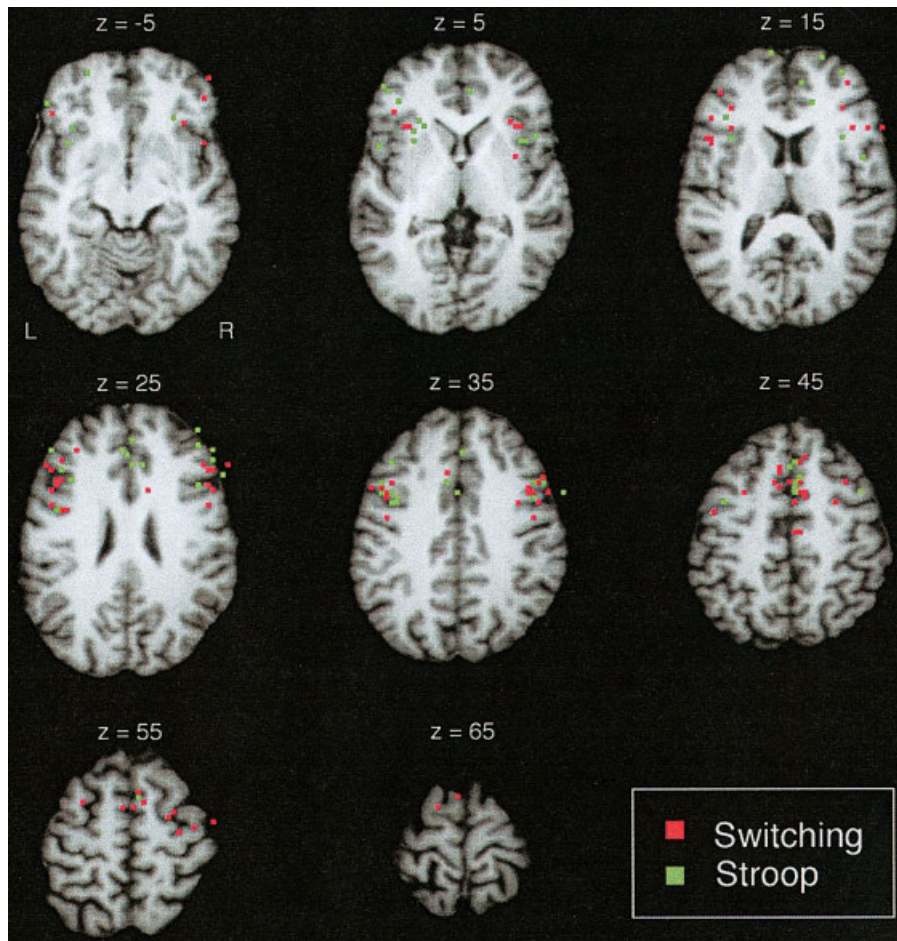 z = -5
z = 5
z = 15
L
R
z = 25
z = 35
z = 45
z = 55
z = 65
Switching
Stroop